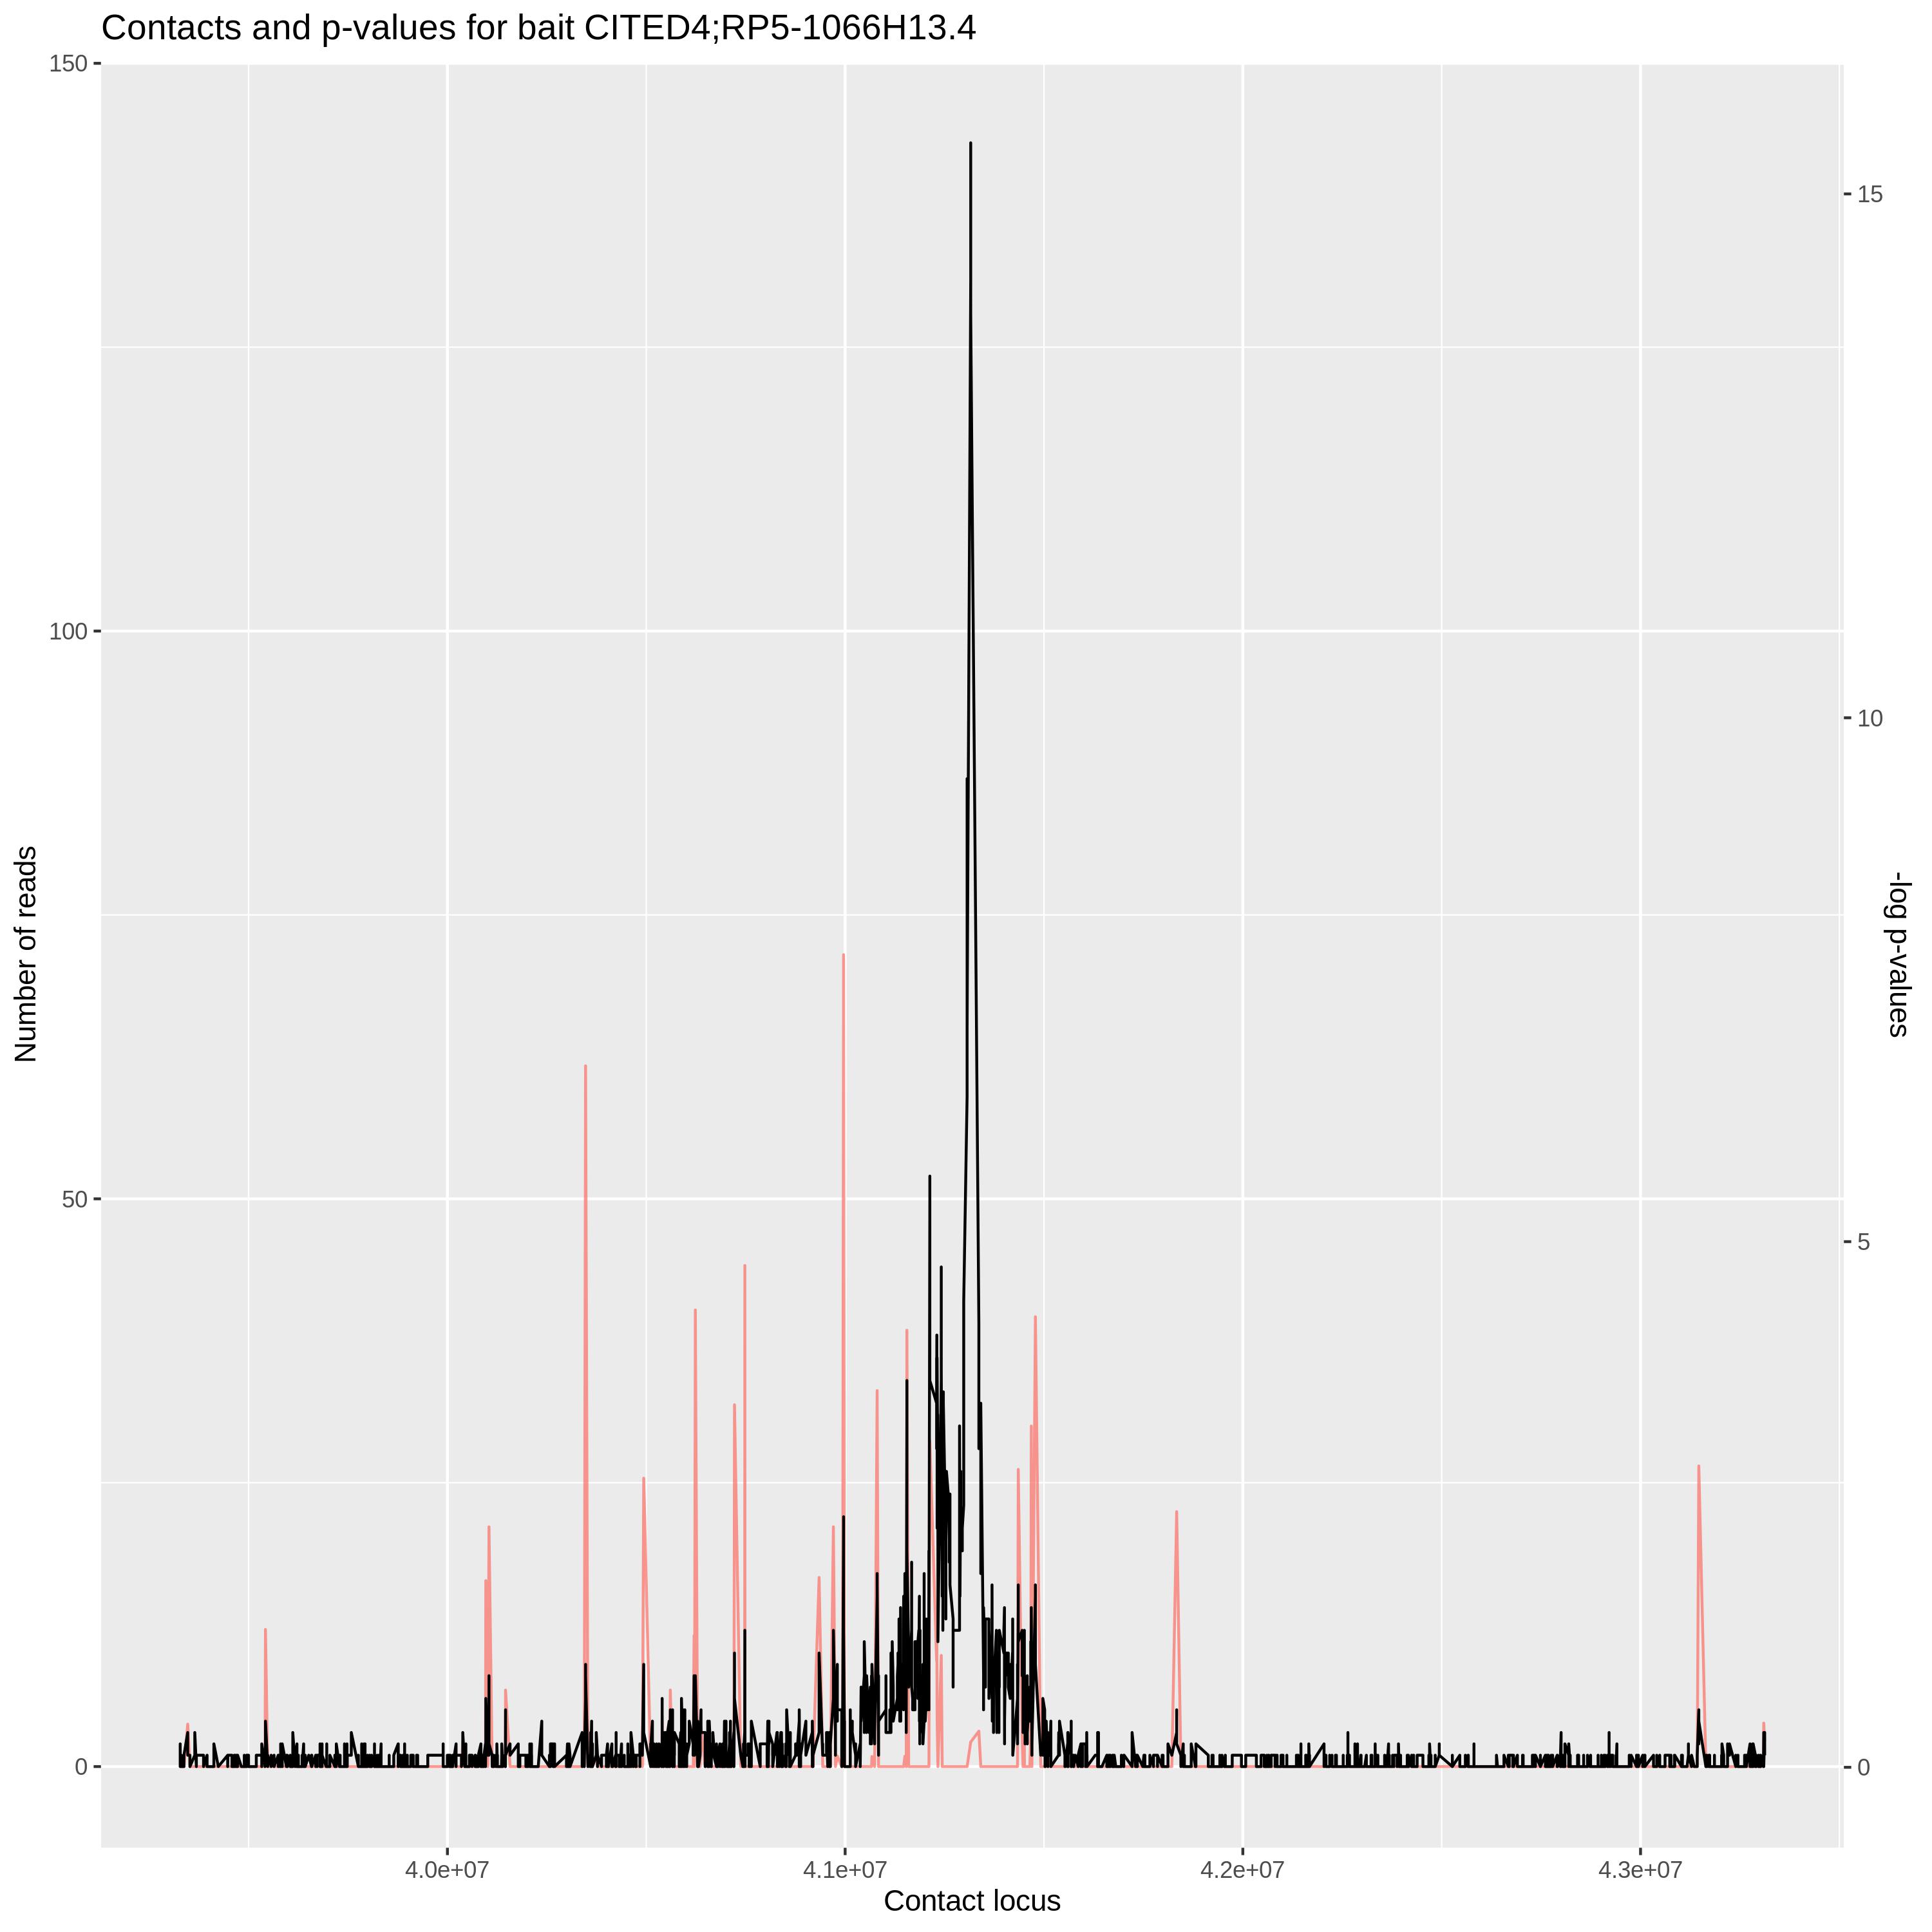 Contacts and p-values for bait CITED4;RP5-1066H13.4
150
100
50
0
Number of reads
15
10
5
0
-log p-values
4.0e+07 4.1e+07 4.2e+07 4.3e+07
Contact locus